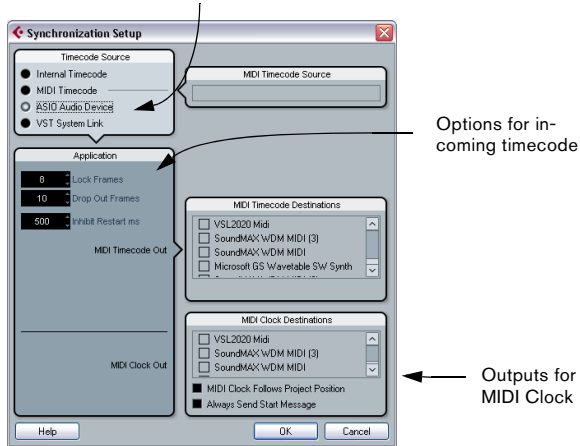 Synchronization Setup
Timecode Source
Internal Timecode
MIDI Timecode
ASIO Audio Device
VST System Link
MIDI Timecode Source
Options for in-
coming timecode
Application
8 Lock Frames
10 Drop Out Frames
500 Inhibit Restart ms
MIDI Timecode Out
MIDI Timecode Destinations
VSL2020 Midi
SoundMAX WDM MIDI (3)
SoundMAX WDM MIDI
Microsoft GS Wavetable SW Synth
MIDI Clock Out
MIDI Clock Destinations
VSL2020 Midi
SoundMAX WDM MIDI (3)
SoundMAX WDM MIDI
MIDI Clock Follows Project Position
Always Send Start Message
Outputs for
MIDI Clock
Help
OK
Cancel